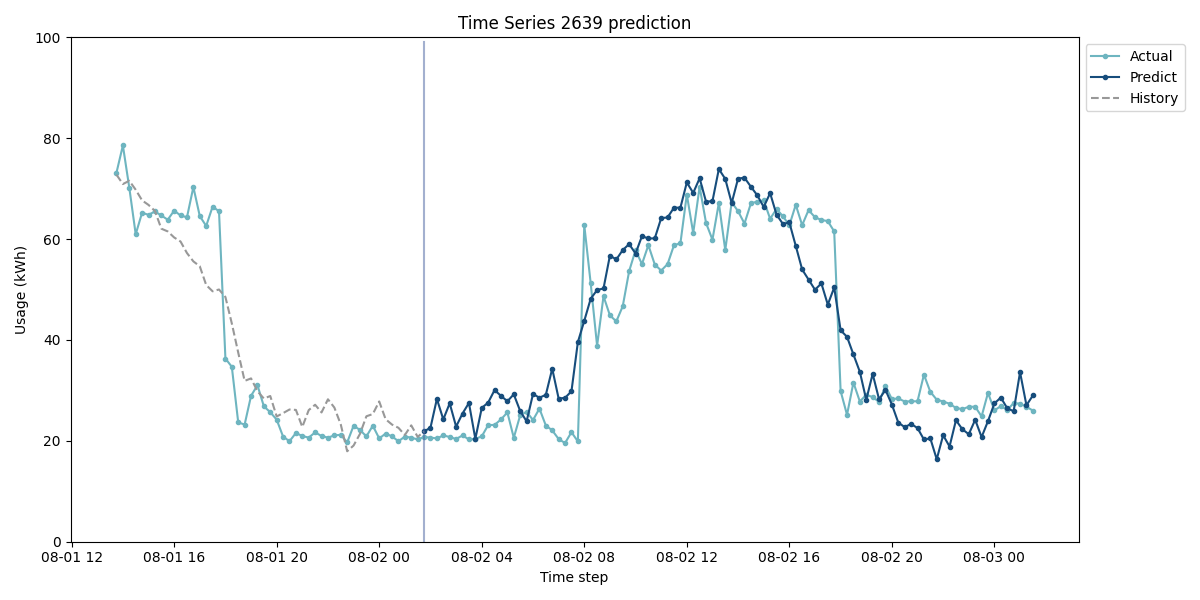 Time Series 2639 prediction
Usage (kWh)
100
80
60
40
20
0
08-01 12
08-01 16
08-01 20
08-02 00
08-02 04
08-02 08
08-02 12
08-02 16
08-02 20
08-03 00
Time step
Actual
Predict
History